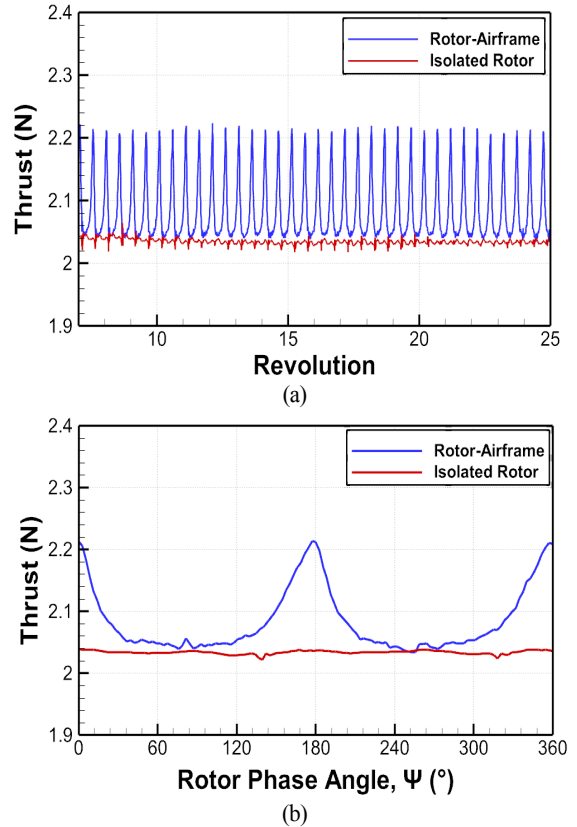 2.4
2.3
2.2
2.1
2
1.9
Thrust (N)
Rotor-Airframe
Isolated Rotor
10 15 20 25
Revolution
(a)
2.4
2.3
2.2
2.1
2
1.9
Thrust (N)
Rotor-Airframe
Isolated Rotor
0 60 120 180 240 300 360
Rotor Phase Angle, Ψ (°)
(b)